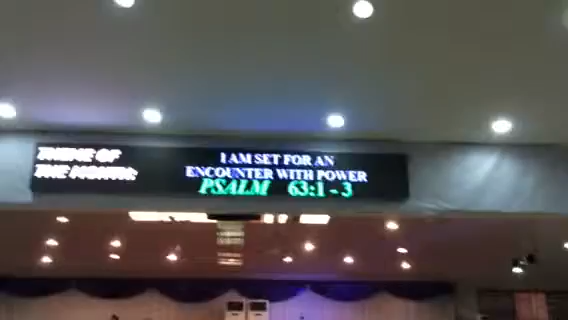 THEME OF
THE MONTH:
I AM SET FOR AN
ENCOUNTER WITH POWER
PSALM 63:1-3